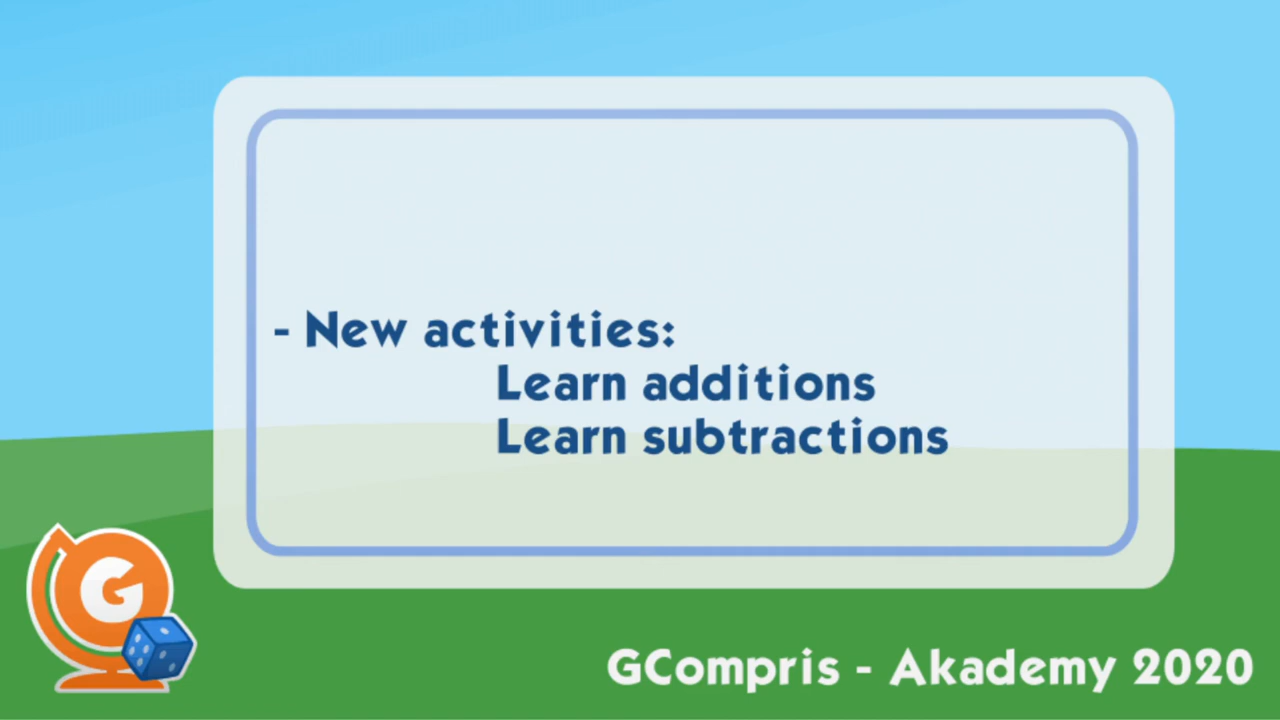 - New activities:
Learn additions
Learn subtractions
G
GCompris - Akademy 2020